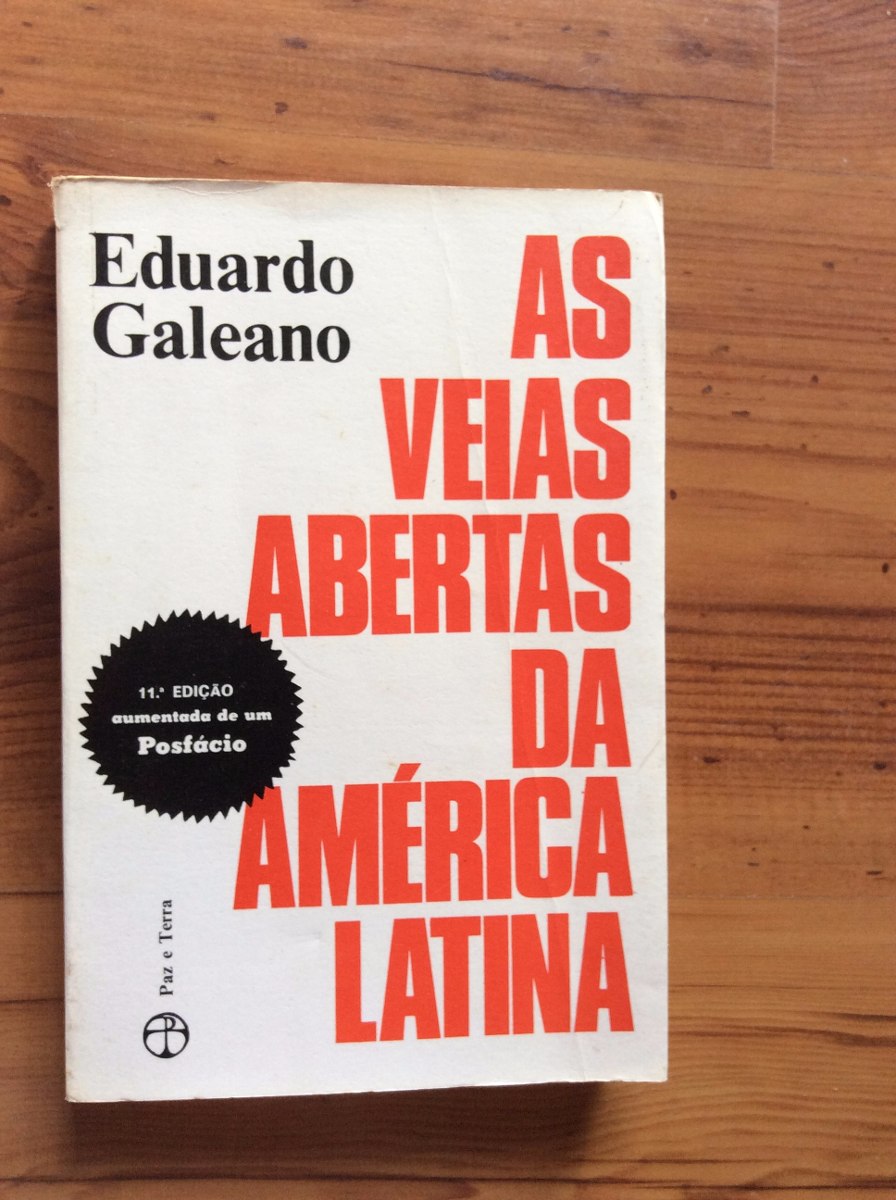 Eduardo
Galeano
AS
VEIAS
ABERTAS
DA
AMÉRICA
LATINA
11.ª EDIÇÃO
aumentada de um
Posfácio
Paz e Terra